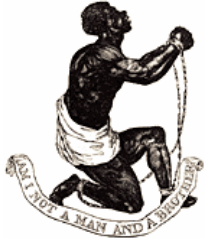 AM I NOT A MAN AND A BROTHER